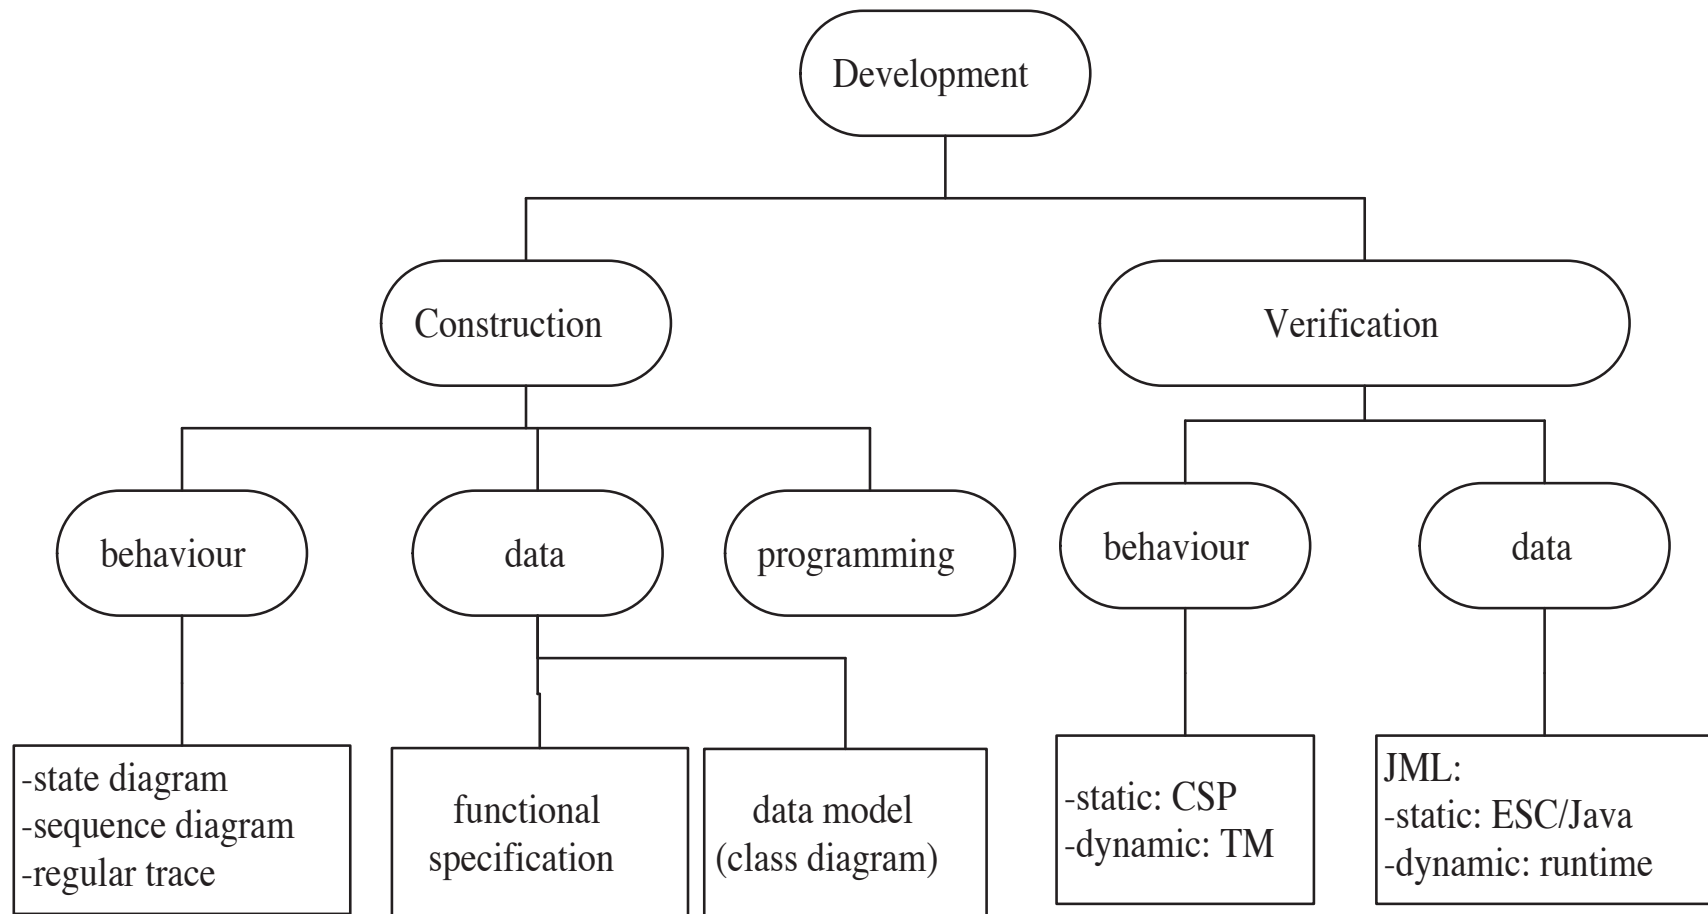 Development
Construction
Verification
behaviour
data
programming
behaviour
data
-state diagram
-sequence diagram
-regular trace
functional
specification
data model
(class diagram)
-static: CSP
-dynamic: TM
JML:
-static: ESC/Java
-dynamic: runtime